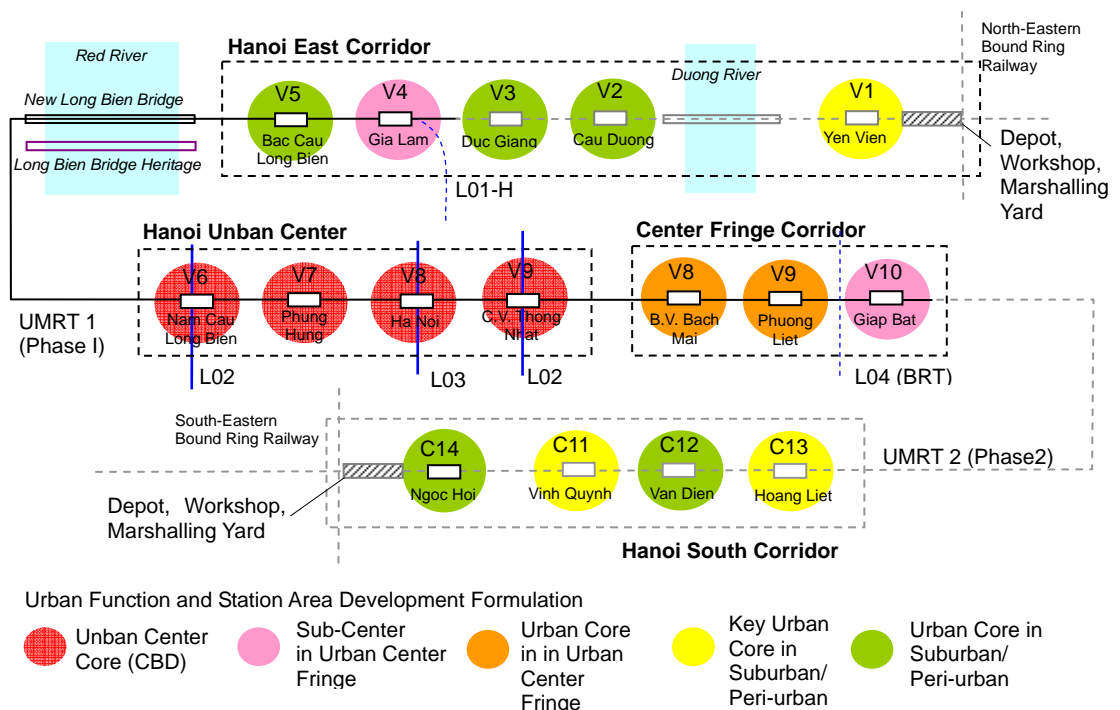 Red River
Hanoi East Corridor
North-Eastern
Bound Ring
Railway
New Long Bien Bridge
V5
V4
V3
V2
Duong River
V1
Bac Cau
Long Bien
Gia Lam
Duc Giang
Cau Duong
Yen Vien
Long Bien Bridge Heritage
Depot,
Workshop,
Marshalling
Yard
L01-H
Hanoi Unban Center
Center Fringe Corridor
V6
V7
V8
V9
V8
V9
V10
Nam Cau
Long Bien
Phung
Hung
Ha Noi
C.V. Thong
Nhat
B.V. Bach
Mai
Phuong
Liet
Giap Bat
UMRT 1
(Phase I)
L02
L03
L02
L04 (BRT)
South-Eastern
Bound Ring Railway
C14
C11
C12
C13
UMRT 2 (Phase2)
Ngoc Hoi
Vinh Quynh
Van Dien
Hoang Liet
Depot, Workshop,
Marshalling Yard
Hanoi South Corridor
Urban Function and Station Area Development Formulation
Unban Center
Core (CBD)
Sub-Center
in Urban Center
Fringe
Urban Core
in in Urban
Center
Fringe
Key Urban
Core in
Suburban/
Peri-urban
Urban Core in
Suburban/
Peri-urban